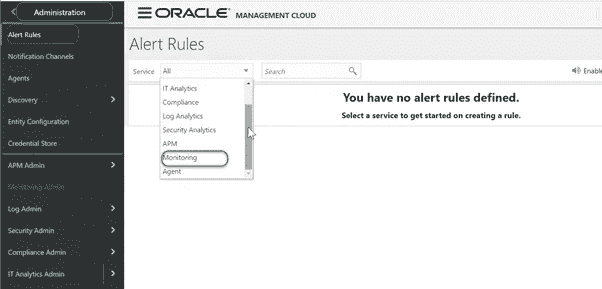 Administration
ORACLE® MANAGEMENT CLOUD
Alert Rules
Notification Channels
Agents
Discovery
Entity Configuration
Credential Store
APM Admin
Monitoring Admin
Log Admin
Security Admin
Compliance Admin
IT Analytics Admin
Alert Rules
Service All Search Enable
IT Analytics
Compliance
Log Analytics
Security Analytics
APM
Monitoring
Agent
You have no alert rules defined.
Select a service to get started on creating a rule.